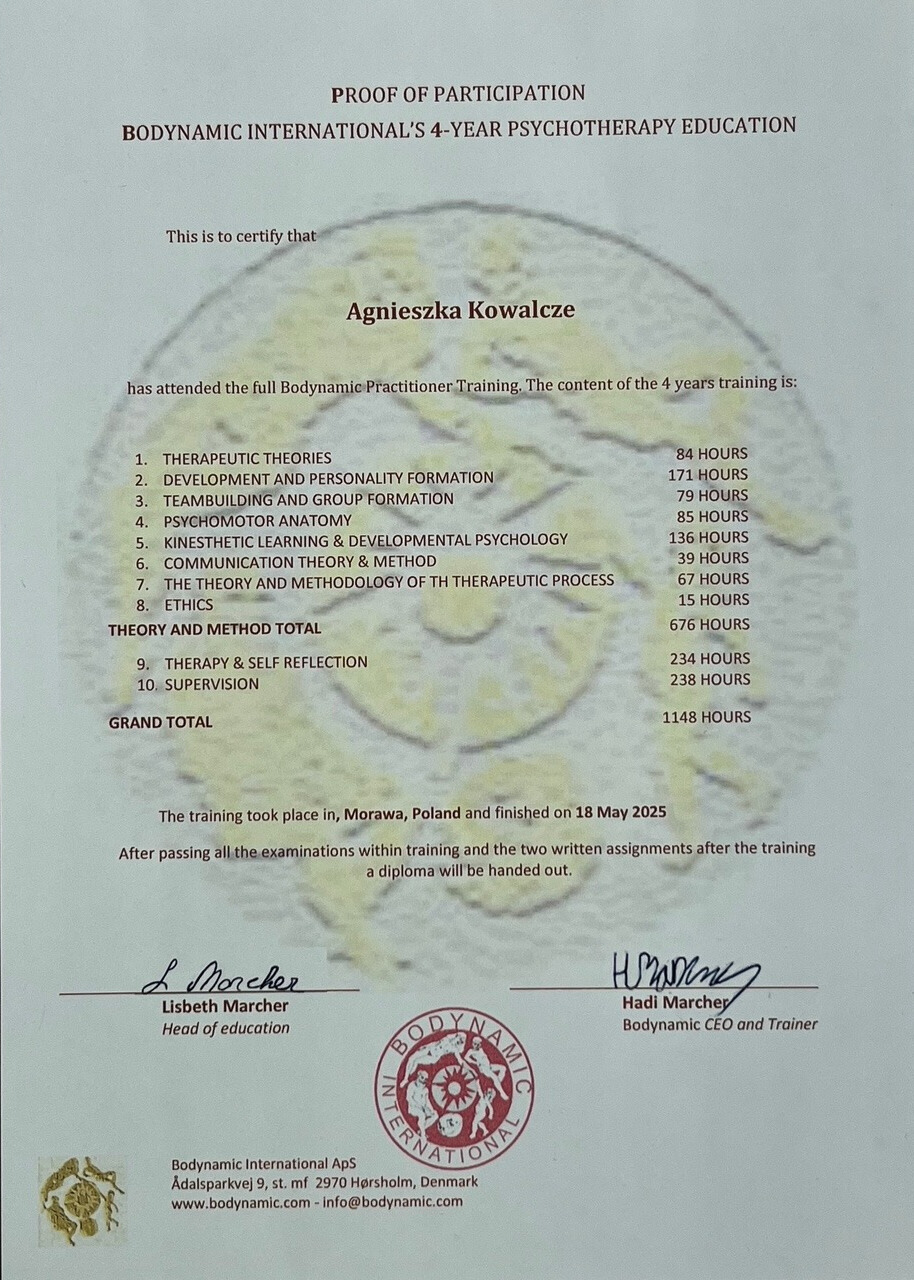 PROOF OF PARTICIPATION
BODYNAMIC INTERNATIONAL'S 4-YEAR PSYCHOTHERAPY EDUCATION
This is to certify that
Agnieszka Kowalcze
has attended the full Bodynamic Practitioner Training. The content of the 4 years training is:
1. THERAPEUTIC THEORIES 84 HOURS
2. DEVELOPMENT AND PERSONALITY FORMATION 171 HOURS
3. TEAMBUILDING AND GROUP FORMATION 79 HOURS
4. PSYCHOMOTOR ANATOMY 85 HOURS
5. KINESTHETIC LEARNING & DEVELOPMENTAL PSYCHOLOGY 136 HOURS
6. COMMUNICATION THEORY & METHOD 39 HOURS
7. THE THEORY AND METHODOLOGY OF TH THERAPEUTIC PROCESS 67 HOURS
8. ETHICS 15 HOURS
THEORY AND METHOD TOTAL 676 HOURS
9. THERAPY & SELF REFLECTION 234 HOURS
10. SUPERVISION 238 HOURS
GRAND TOTAL 1148 HOURS
The training took place in, Morawa, Poland and finished on 18 May 2025
After passing all the examinations within training and the two written assignments after the training
a diploma will be handed out.
L Marcher
Lisbeth Marcher
Head of education
Hadi Marcher
Bodynamic CEO and Trainer
BODYNAMIC INTERNATIONAL
Bodynamic International ApS
Ådalsparkvej 9, st. mf 2970 Hørsholm, Denmark
www.bodynamic.com - info@bodynamic.com